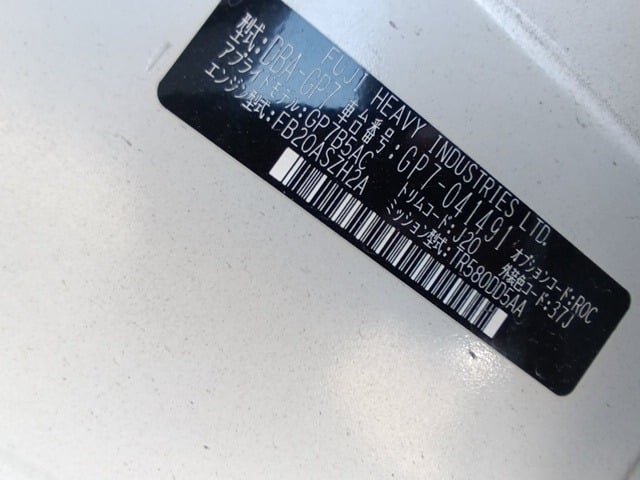 FUJI HEAVY INDUSTRIES LTD.
型式:DBA-GP7 車台番号:GP7-041491
アプライドモデル:GP7B5AC トリムコード:J20 オプションコード:R0C
エンジン型式:FB20ASZH2A ミッション型式:TR580DD5AA 外装色コード:37J